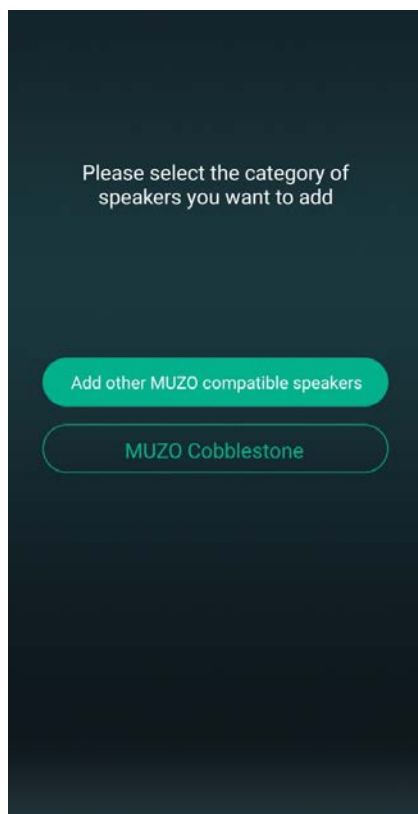 Please select the category of
speakers you want to add
Add other MUZO compatible speakers
MUZO Cobblestone